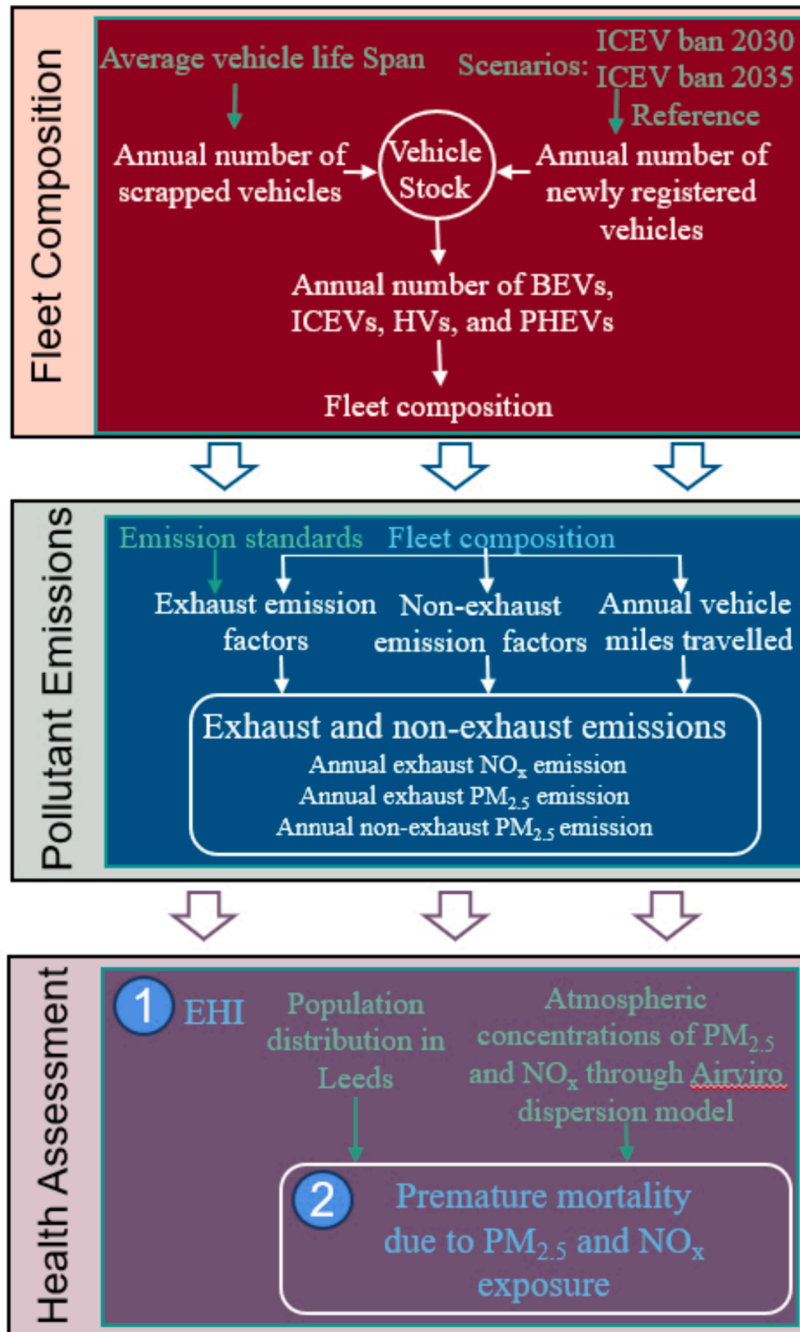 Fleet Composition
Average vehicle life Span
Scenarios:
ICEV ban 2030
ICEV ban 2035
Reference
Annual number of
scrapped vehicles
Vehicle
Stock
Annual number of
newly registered
vehicles
Annual number of BEVs,
ICEVs, HVs, and PHEVs
Fleet composition
Pollutant Emissions
Emission standards
Fleet composition
Exhaust emission
factors
Non-exhaust
emission factors
Annual vehicle
miles travelled
Exhaust and non-exhaust emissions
Annual exhaust NOₓ emission
Annual exhaust PM₂.₅ emission
Annual non-exhaust PM₂.₅ emission
Health Assessment
1 EHI
Population
distribution in
Leeds
Atmospheric
concentrations of PM₂.₅
and NOₓ through Airviro
dispersion model
2 Premature mortality
due to PM₂.₅ and NOₓ
exposure